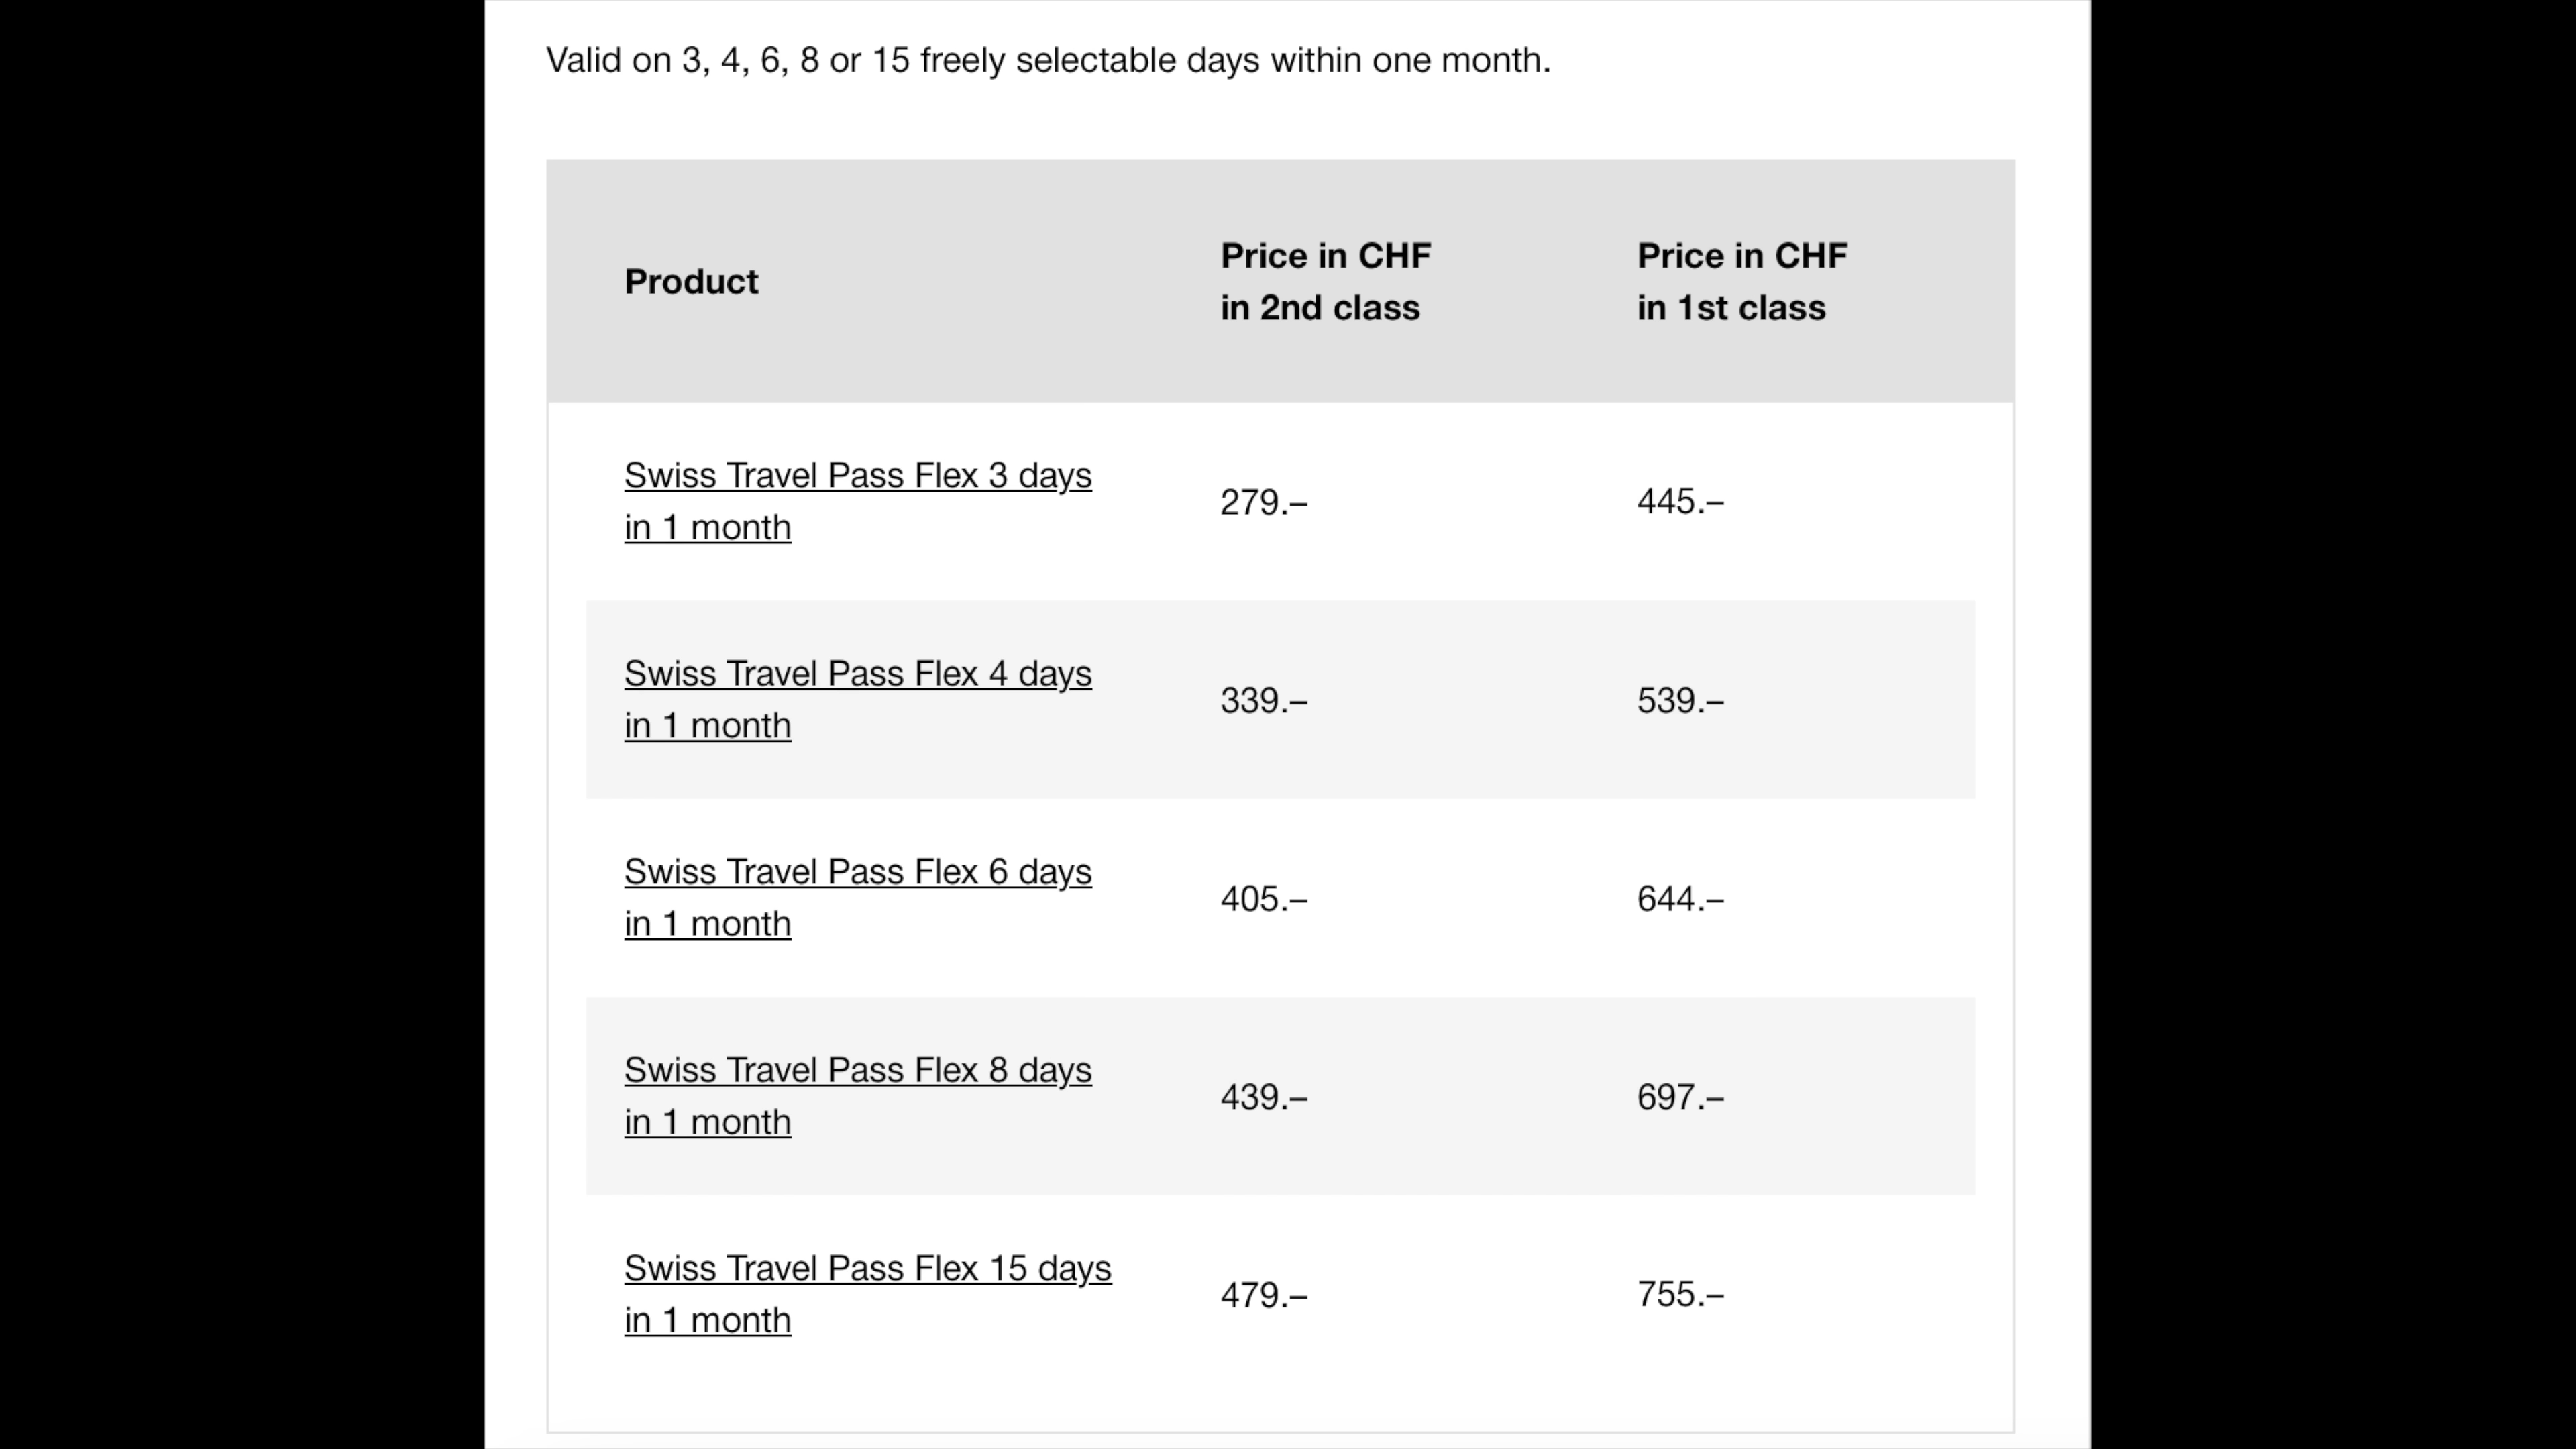 Valid on 3, 4, 6, 8 or 15 freely selectable days within one month.
Product
Price in CHF
in 2nd class
Price in CHF
in 1st class
Swiss Travel Pass Flex 3 days
in 1 month
279.–
445.–
Swiss Travel Pass Flex 4 days
in 1 month
339.–
539.–
Swiss Travel Pass Flex 6 days
in 1 month
405.–
644.–
Swiss Travel Pass Flex 8 days
in 1 month
439.–
697.–
Swiss Travel Pass Flex 15 days
in 1 month
479.–
755.–